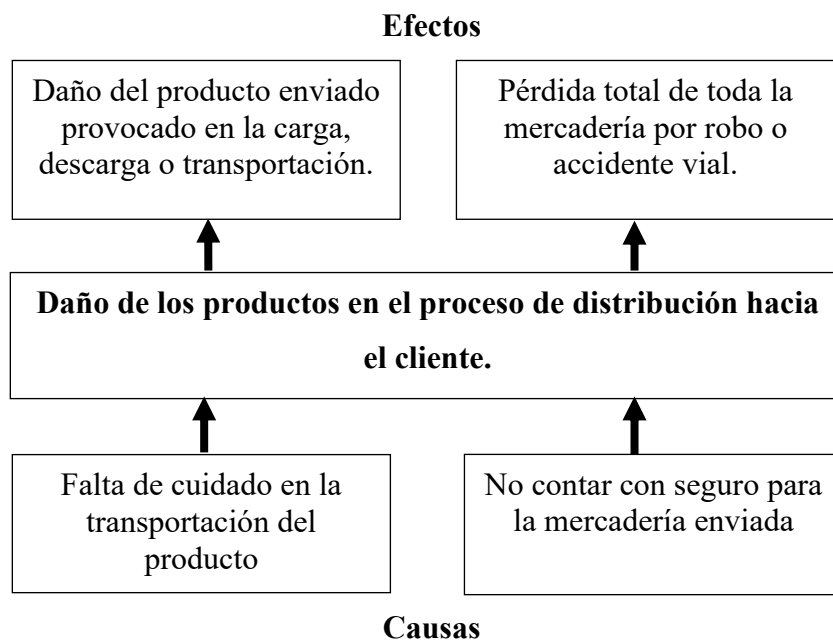 Efectos
Daño del producto enviado
provocado en la carga,
descarga o transportación.
Pérdida total de toda la
mercadería por robo o
accidente vial.
Daño de los productos en el proceso de distribución hacia
el cliente.
Falta de cuidado en la
transportación del
producto
No contar con seguro para
la mercadería enviada
Causas